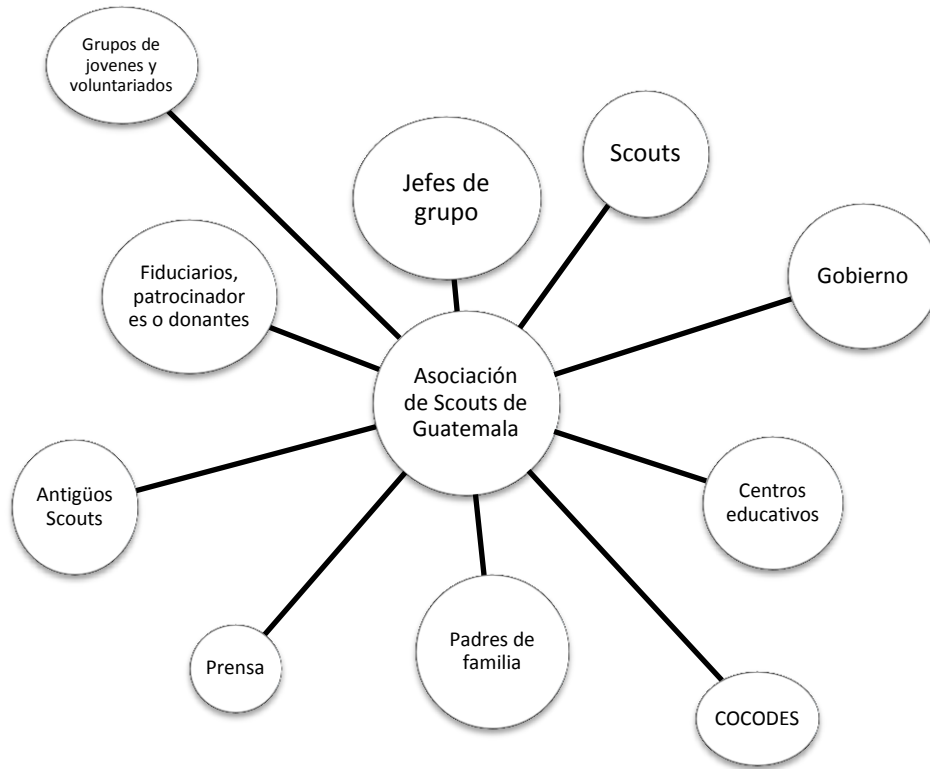 Grupos de
jovenes y
voluntariados
Jefes de
grupo
Scouts
Fiduciarios,
patrocinador
es o donantes
Gobierno
Asociación
de Scouts de
Guatemala
Antigüos
Scouts
Centros
educativos
Prensa
Padres de
familia
COCODES